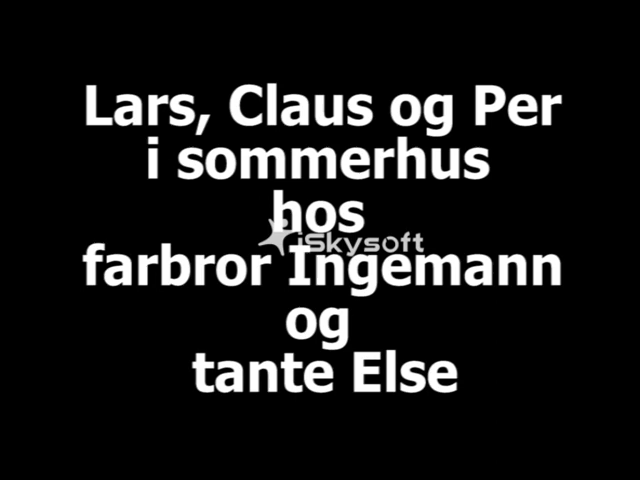 Lars, Claus og Per
i sommerhus
hos
iSkysoft
farbror Ingemann
og
tante Else